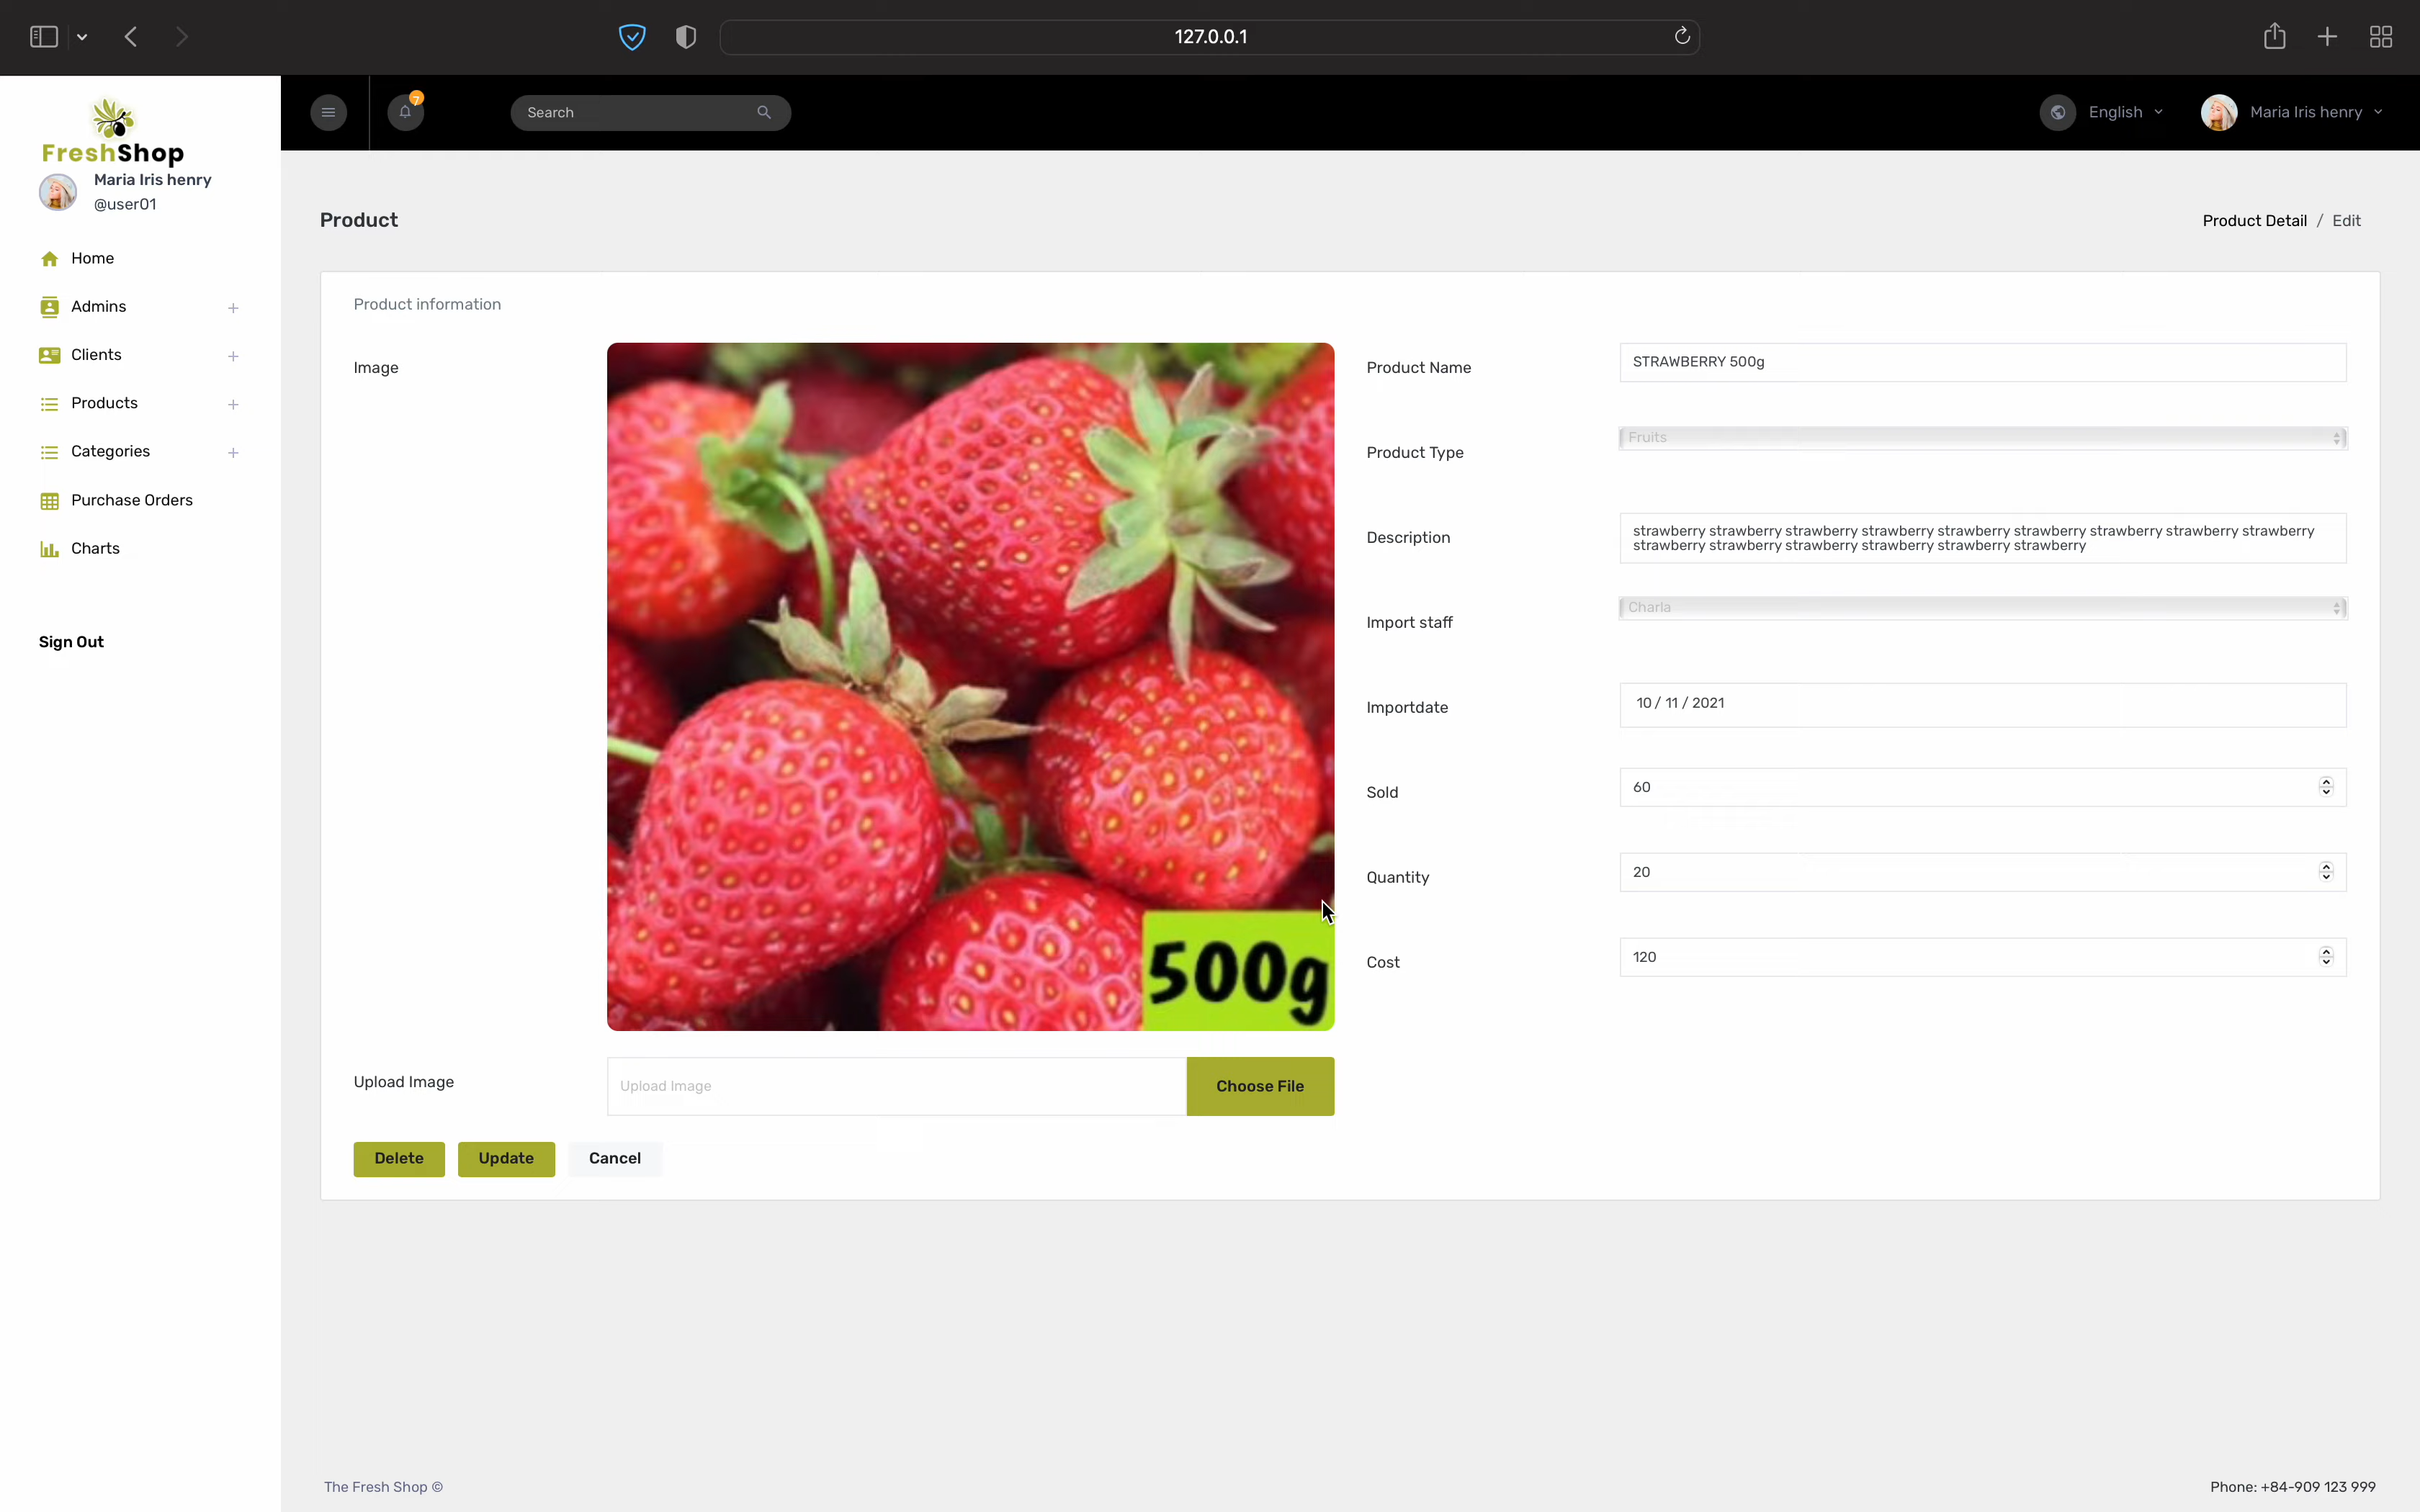 127.0.0.1
7
Search
English
Maria Iris henry
FreshShop
Maria Iris henry
@user01
Home
Admins
Clients
Products
Categories
Purchase Orders
Charts
Sign Out
Product
Product Detail / Edit
Product information
Image
500g
Upload Image
Upload Image
Choose File
Delete
Update
Cancel
Product Name
STRAWBERRY 500g
Product Type
Fruits
Description
strawberry strawberry strawberry strawberry strawberry strawberry strawberry strawberry strawberry
strawberry strawberry strawberry strawberry strawberry strawberry
Import staff
Charla
Importdate
10 / 11 / 2021
Sold
60
Quantity
20
Cost
120
The Fresh Shop ©
Phone: +84-909 123 999